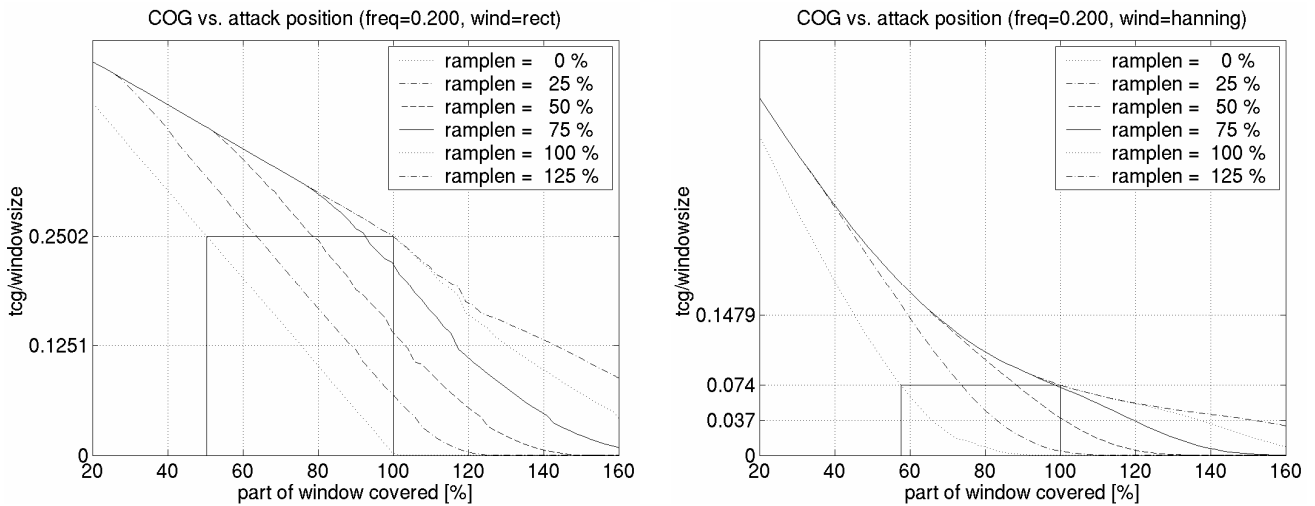 COG vs. attack position (freq=0.200, wind=rect)
ramplen = 0 %
ramplen = 25 %
ramplen = 50 %
ramplen = 75 %
ramplen = 100 %
ramplen = 125 %
tcg/windowsize
0.2502
0.1251
0
20 40 60 80 100 120 140 160
part of window covered [%]
COG vs. attack position (freq=0.200, wind=hanning)
ramplen = 0 %
ramplen = 25 %
ramplen = 50 %
ramplen = 75 %
ramplen = 100 %
ramplen = 125 %
tcg/windowsize
0.1479
0.074
0.037
0
20 40 60 80 100 120 140 160
part of window covered [%]